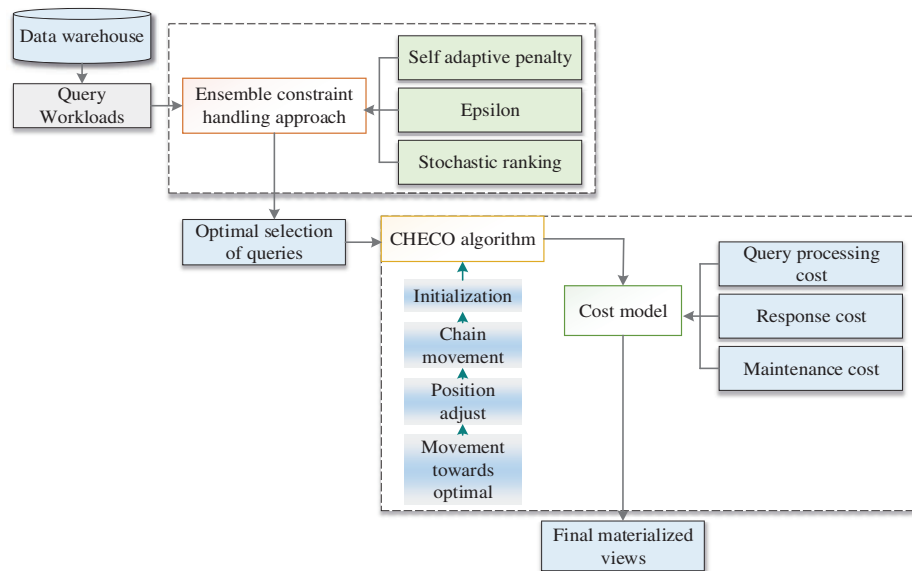 Data warehouse
Query
Workloads
Ensemble constraint
handling approach
Self adaptive penalty
Epsilon
Stochastic ranking
Optimal selection
of queries
CHECO algorithm
Initialization
Chain
movement
Position
adjust
Movement
towards
optimal
Cost model
Query processing
cost
Response cost
Maintenance cost
Final materialized
views